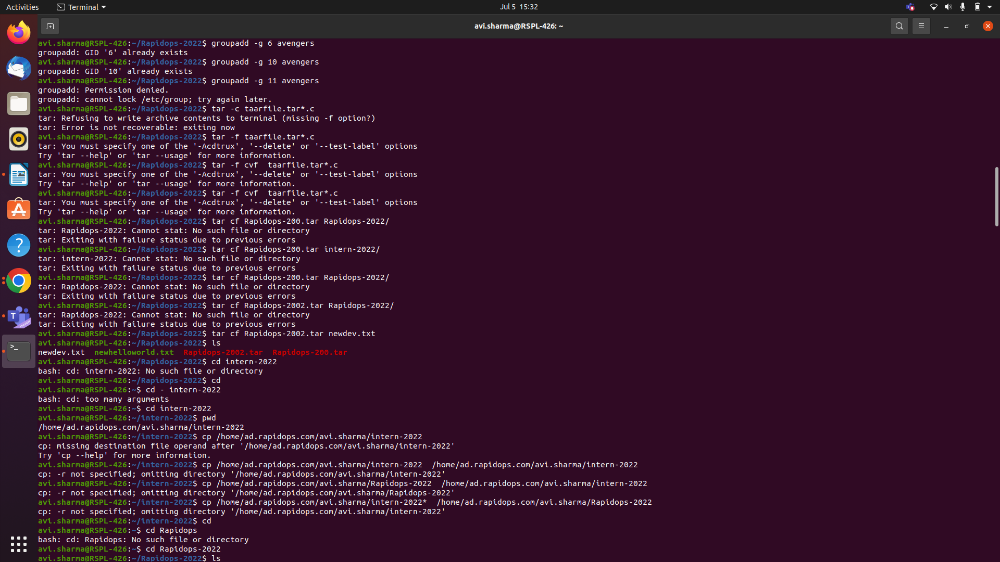 Activities
Terminal
Jul 5 15:32
avi.sharma@RSPL-426: ~
avi.sharma@RSPL-426:~/Rapidops-2022$ groupadd -g 6 avengers
groupadd: GID '6' already exists
avi.sharma@RSPL-426:~/Rapidops-2022$ groupadd -g 10 avengers
groupadd: GID '10' already exists
avi.sharma@RSPL-426:~/Rapidops-2022$ groupadd -g 11 avengers
groupadd: Permission denied.
groupadd: cannot lock /etc/group; try again later.
avi.sharma@RSPL-426:~/Rapidops-2022$ tar -c taarfile.tar*.c
tar: Refusing to write archive contents to terminal (missing -f option?)
tar: Error is not recoverable: exiting now
avi.sharma@RSPL-426:~/Rapidops-2022$ tar -f taarfile.tar*.c
tar: You must specify one of the '-Acdtrux', '--delete' or '--test-label' options
Try 'tar --help' or 'tar --usage' for more information.
avi.sharma@RSPL-426:~/Rapidops-2022$ tar -f cvf  taarfile.tar*.c
tar: You must specify one of the '-Acdtrux', '--delete' or '--test-label' options
Try 'tar --help' or 'tar --usage' for more information.
avi.sharma@RSPL-426:~/Rapidops-2022$ tar -f cvf  taarfile.tar*.c
tar: You must specify one of the '-Acdtrux', '--delete' or '--test-label' options
Try 'tar --help' or 'tar --usage' for more information.
avi.sharma@RSPL-426:~/Rapidops-2022$ tar cf Rapidops-200.tar Rapidops-2022/
tar: Rapidops-2022: Cannot stat: No such file or directory
tar: Exiting with failure status due to previous errors
avi.sharma@RSPL-426:~/Rapidops-2022$ tar cf Rapidops-200.tar intern-2022/
tar: intern-2022: Cannot stat: No such file or directory
tar: Exiting with failure status due to previous errors
avi.sharma@RSPL-426:~/Rapidops-2022$ tar cf Rapidops-200.tar Rapidops-2022/
tar: Rapidops-2022: Cannot stat: No such file or directory
tar: Exiting with failure status due to previous errors
avi.sharma@RSPL-426:~/Rapidops-2022$ tar cf Rapidops-2002.tar Rapidops-2022/
tar: Rapidops-2022: Cannot stat: No such file or directory
tar: Exiting with failure status due to previous errors
avi.sharma@RSPL-426:~/Rapidops-2022$ tar cf Rapidops-2002.tar newdev.txt
avi.sharma@RSPL-426:~/Rapidops-2022$ ls
newdev.txt  newhelloworld.txt  Rapidops-2002.tar  Rapidops-200.tar
avi.sharma@RSPL-426:~/Rapidops-2022$ cd intern-2022
bash: cd: intern-2022: No such file or directory
avi.sharma@RSPL-426:~/Rapidops-2022$ cd
avi.sharma@RSPL-426:~$ cd - intern-2022
bash: cd: too many arguments
avi.sharma@RSPL-426:~$ cd intern-2022
avi.sharma@RSPL-426:~/intern-2022$ pwd
/home/ad.rapidops.com/avi.sharma/intern-2022
avi.sharma@RSPL-426:~/intern-2022$ cp /home/ad.rapidops.com/avi.sharma/intern-2022
cp: missing destination file operand after '/home/ad.rapidops.com/avi.sharma/intern-2022'
Try 'cp --help' for more information.
avi.sharma@RSPL-426:~/intern-2022$ cp /home/ad.rapidops.com/avi.sharma/intern-2022  /home/ad.rapidops.com/avi.sharma/intern-2022
cp: -r not specified; omitting directory '/home/ad.rapidops.com/avi.sharma/intern-2022'
avi.sharma@RSPL-426:~/intern-2022$ cp /home/ad.rapidops.com/avi.sharma/Rapidops-2022  /home/ad.rapidops.com/avi.sharma/intern-2022
cp: -r not specified; omitting directory '/home/ad.rapidops.com/avi.sharma/Rapidops-2022'
avi.sharma@RSPL-426:~/intern-2022$ cp /home/ad.rapidops.com/avi.sharma/intern-2022*  /home/ad.rapidops.com/avi.sharma/Rapidops-2022
cp: -r not specified; omitting directory '/home/ad.rapidops.com/avi.sharma/intern-2022'
avi.sharma@RSPL-426:~/intern-2022$ cd
avi.sharma@RSPL-426:~$ cd Rapidops
bash: cd: Rapidops: No such file or directory
avi.sharma@RSPL-426:~$ cd Rapidops-2022
avi.sharma@RSPL-426:~/Rapidops-2022$ ls